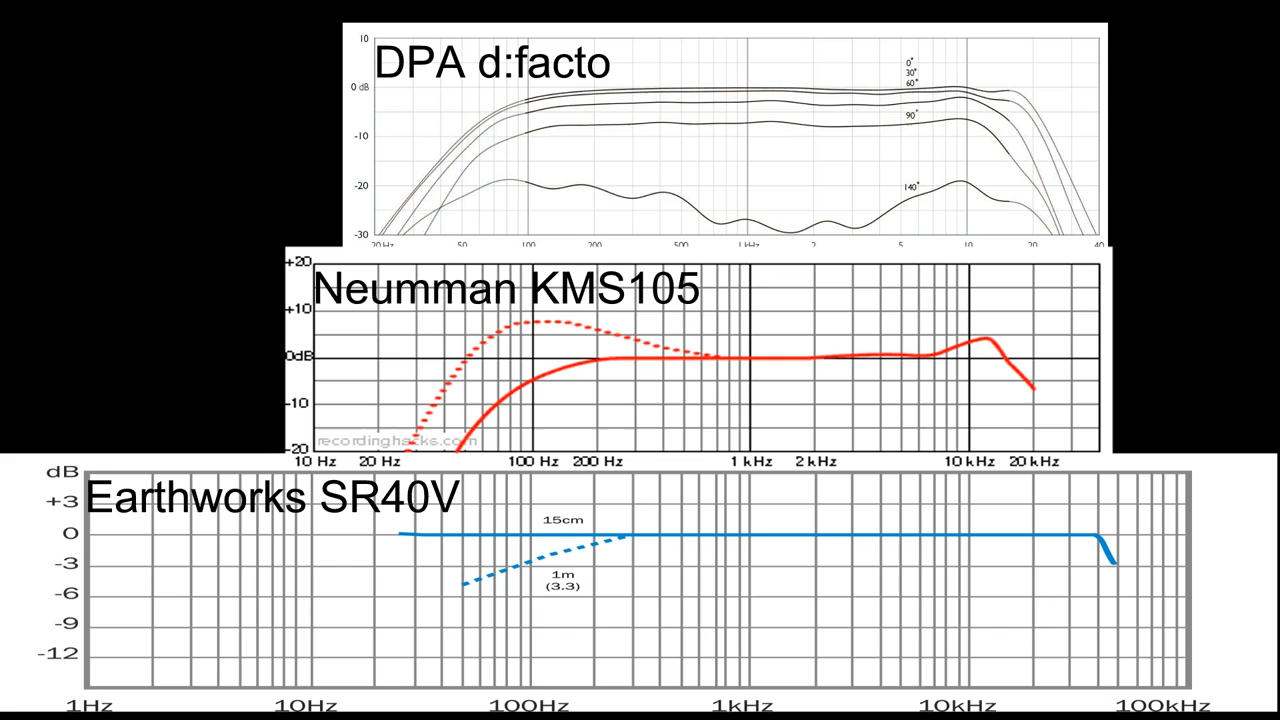 10
DPA d:facto
0°
30°
60°
0 dB
90°
-10
140°
-20
-30
20 Hz 50 100 200 500 1 kHz 2 5 10 20 40
+20
Neumman KMS105
+10
0dB
-10
recordinghacks.com
-20
10 Hz 20 Hz 100 Hz 200 Hz 1 kHz 2 kHz 10 kHz 20 kHz
dB
Earthworks SR40V
+3
15cm
0
-3
1m
(3.3)
-6
-9
-12
1Hz 10Hz 100Hz 1kHz 10kHz 100kHz